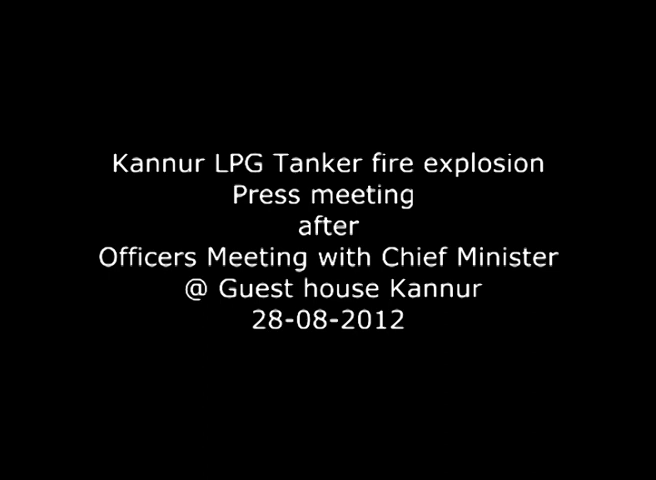 Kannur LPG Tanker fire explosion
Press meeting
after
Officers Meeting with Chief Minister
@ Guest house Kannur
28-08-2012